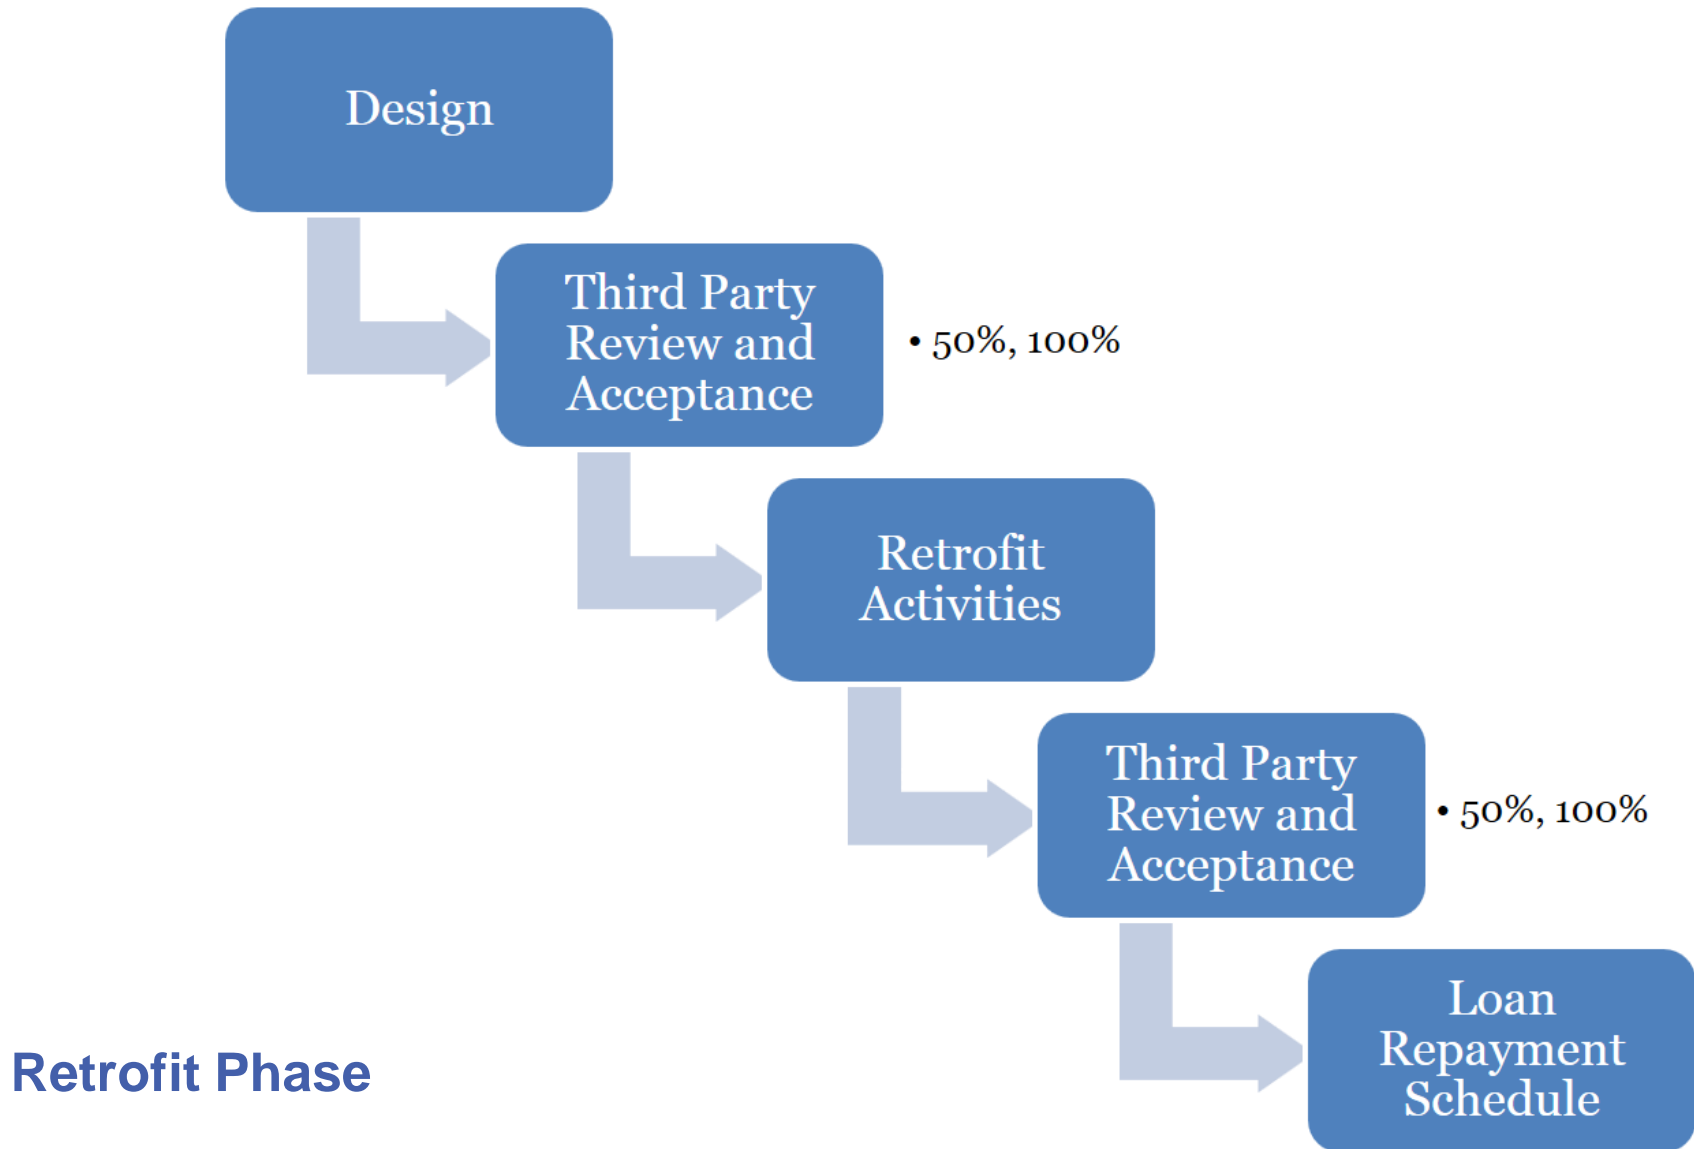 Design
Third Party
Review and
Acceptance
• 50%, 100%
Retrofit
Activities
Third Party
Review and
Acceptance
• 50%, 100%
Loan
Repayment
Schedule
Retrofit Phase